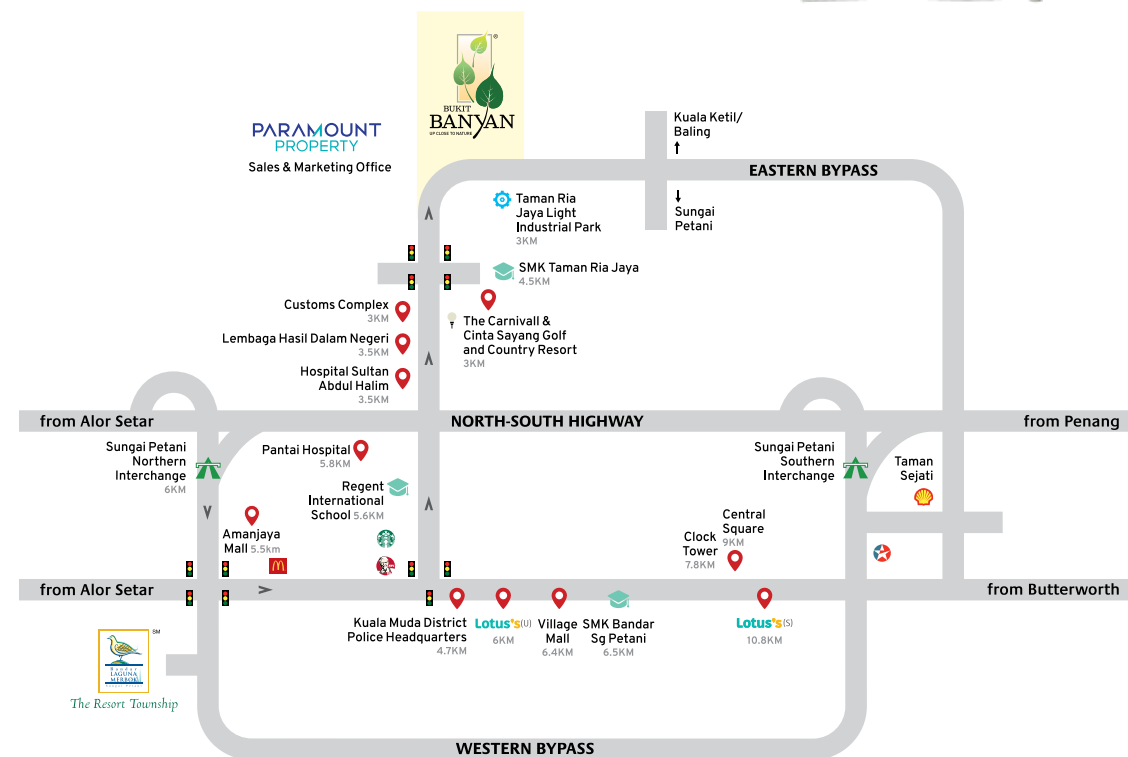 BUKIT
BANYAN
UP CLOSE TO NATURE
®
PARAMOUNT
PROPERTY
Sales & Marketing Office
Kuala Ketil/
Baling
EASTERN BYPASS
Sungai
Petani
Taman Ria
Jaya Light
Industrial Park
3KM
SMK Taman Ria Jaya
4.5KM
Customs Complex
3KM
Lembaga Hasil Dalam Negeri
3.5KM
Hospital Sultan
Abdul Halim
3.5KM
The Carnivall &
Cinta Sayang Golf
and Country Resort
3KM
from Alor Setar
NORTH-SOUTH HIGHWAY
from Penang
Sungai Petani
Northern
Interchange
6KM
Pantai Hospital
5.8KM
Regent
International
School 5.6KM
Amanjaya
Mall 5.5km
Sungai Petani
Southern
Interchange
Taman
Sejati
Central
Square
9KM
Clock
Tower
7.8KM
from Alor Setar
from Butterworth
Kuala Muda District
Police Headquarters
4.7KM
Lotus's(U)
6KM
Village
Mall
6.4KM
SMK Bandar
Sg Petani
6.5KM
Lotus's(S)
10.8KM
SM
Bandar
LAGUNA
MERBOK
The Resort Township
WESTERN BYPASS